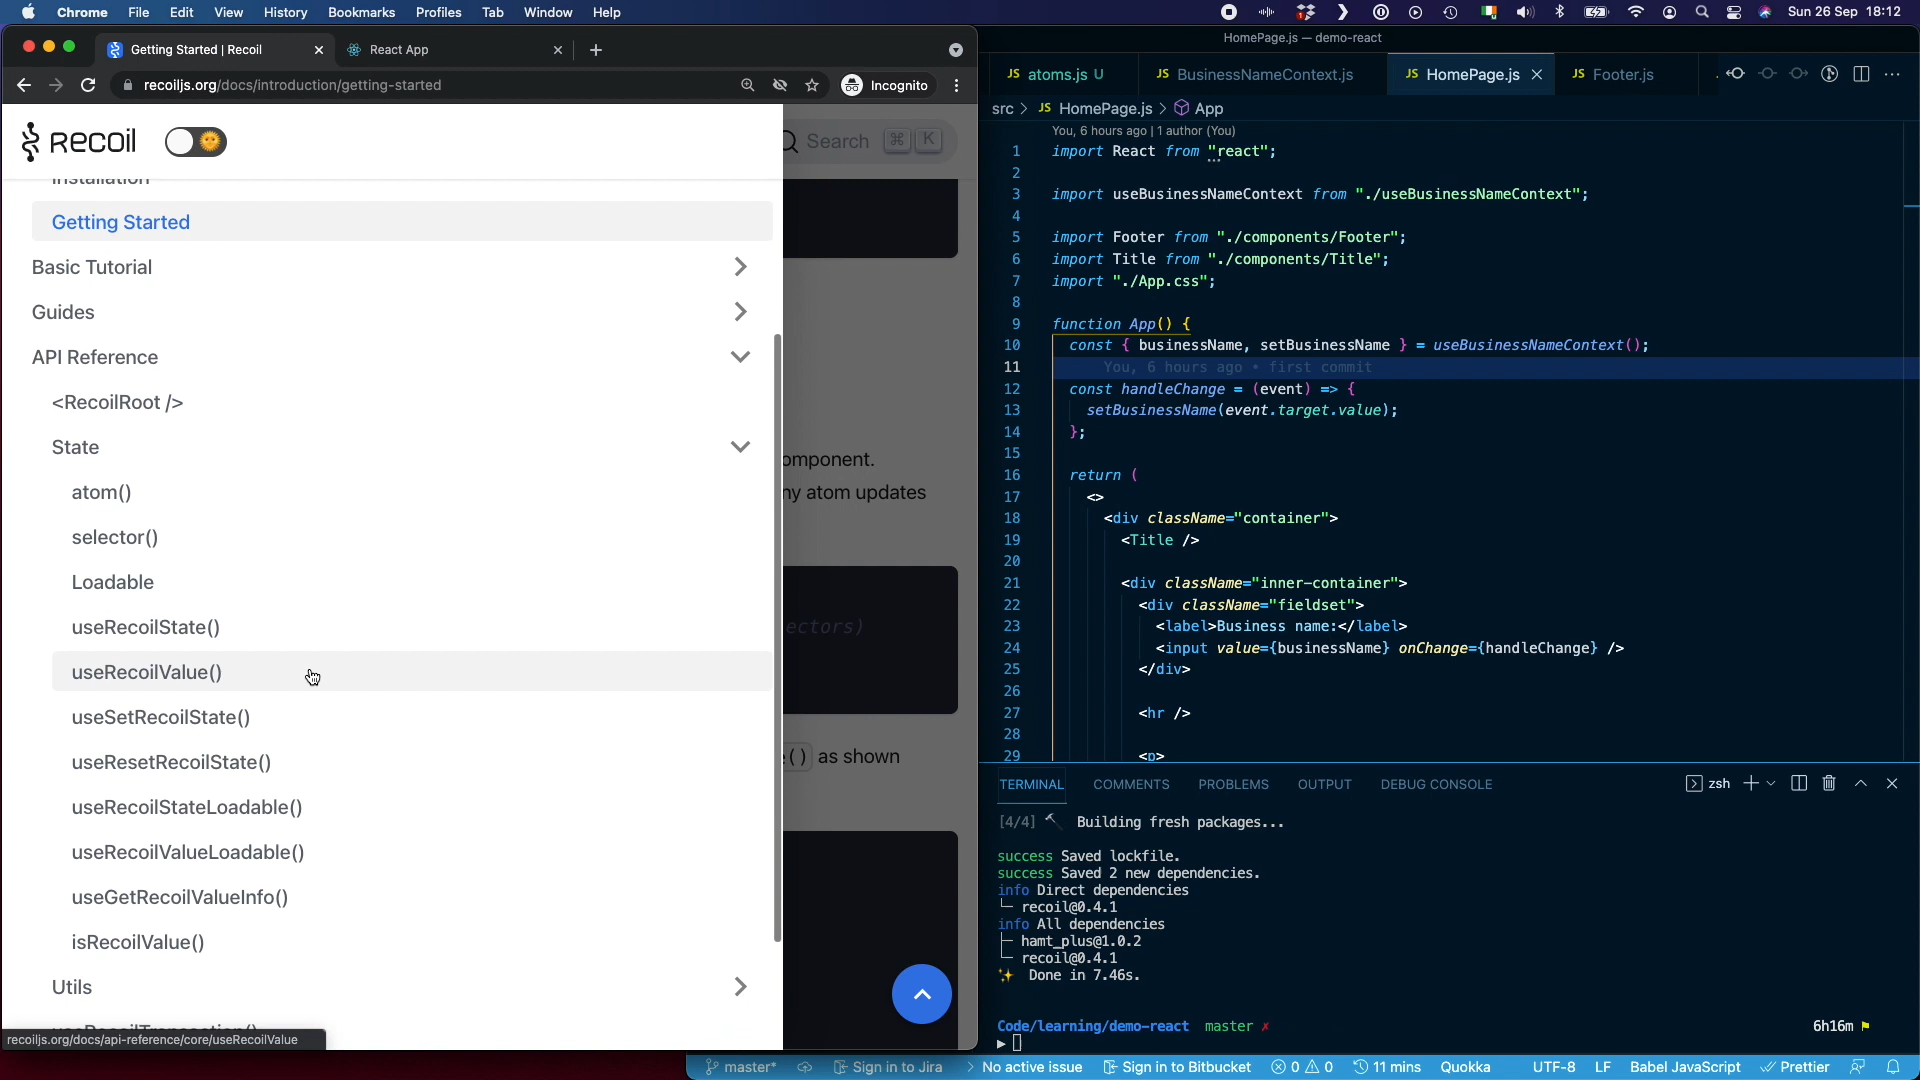 Chrome File Edit View History Bookmarks Profiles Tab Window Help
Sun 26 Sep 18:12
Getting Started | Recoil
React App
recoiljs.org/docs/introduction/getting-started
Incognito
Recoil
Search ⌘ K
Installation
Getting Started
Basic Tutorial
Guides
API Reference
<RecoilRoot />
State
atom()
selector()
Loadable
useRecoilState()
useRecoilValue()
useSetRecoilState()
useResetRecoilState()
useRecoilStateLoadable()
useRecoilValueLoadable()
useGetRecoilValueInfo()
isRecoilValue()
Utils
recoiljs.org/docs/api-reference/core/useRecoilValue
omponent.
ny atom updates
ectors)
() as shown
HomePage.js — demo-react
JS atoms.js U
JS BusinessNameContext.js
JS HomePage.js
JS Footer.js
src > JS HomePage.js > App
You, 6 hours ago | 1 author (You)
1 import React from "react";
2
3 import useBusinessNameContext from "./useBusinessNameContext";
4
5 import Footer from "./components/Footer";
6 import Title from "./components/Title";
7 import "./App.css";
8
9 function App() {
10 const { businessName, setBusinessName } = useBusinessNameContext();
11 You, 6 hours ago • first commit
12 const handleChange = (event) => {
13 setBusinessName(event.target.value);
14 };
15
16 return (
17 <>
18 <div className="container">
19 <Title />
20
21 <div className="inner-container">
22 <div className="fieldset">
23 <label>Business name:</label>
24 <input value={businessName} onChange={handleChange} />
25 </div>
26
27 <hr />
28
29 <p>
TERMINAL COMMENTS PROBLEMS OUTPUT DEBUG CONSOLE
zsh
[4/4] 🔨 Building fresh packages...
success Saved lockfile.
success Saved 2 new dependencies.
info Direct dependencies
└─ recoil@0.4.1
info All dependencies
├─ hamt_plus@1.0.2
└─ recoil@0.4.1
✨ Done in 7.46s.
Code/learning/demo-react master ✗
6h16m
master* Sign in to Jira No active issue Sign in to Bitbucket 0 0 11 mins Quokka UTF-8 LF Babel JavaScript Prettier